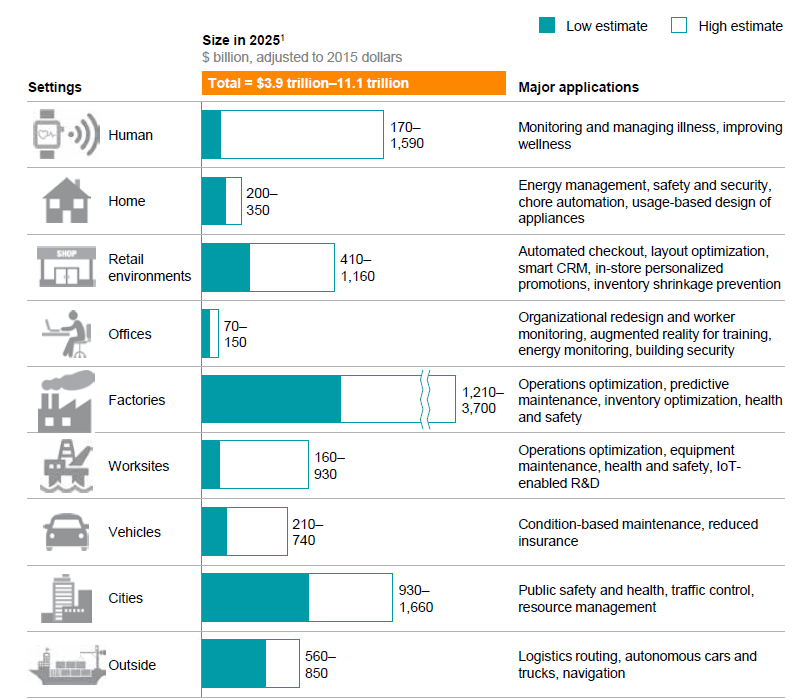 Low estimate
High estimate
Size in 2025¹
$ billion, adjusted to 2015 dollars
Settings
Total = $3.9 trillion–11.1 trillion
Major applications
Human
170–
1,590
Monitoring and managing illness, improving
wellness
Home
200–
350
Energy management, safety and security,
chore automation, usage-based design of
appliances
SHOP
Retail
environments
410–
1,160
Automated checkout, layout optimization,
smart CRM, in-store personalized
promotions, inventory shrinkage prevention
Offices
70–
150
Organizational redesign and worker
monitoring, augmented reality for training,
energy monitoring, building security
Factories
1,210–
3,700
Operations optimization, predictive
maintenance, inventory optimization, health
and safety
Worksites
160–
930
Operations optimization, equipment
maintenance, health and safety, IoT-
enabled R&D
Vehicles
210–
740
Condition-based maintenance, reduced
insurance
Cities
930–
1,660
Public safety and health, traffic control,
resource management
Outside
560–
850
Logistics routing, autonomous cars and
trucks, navigation